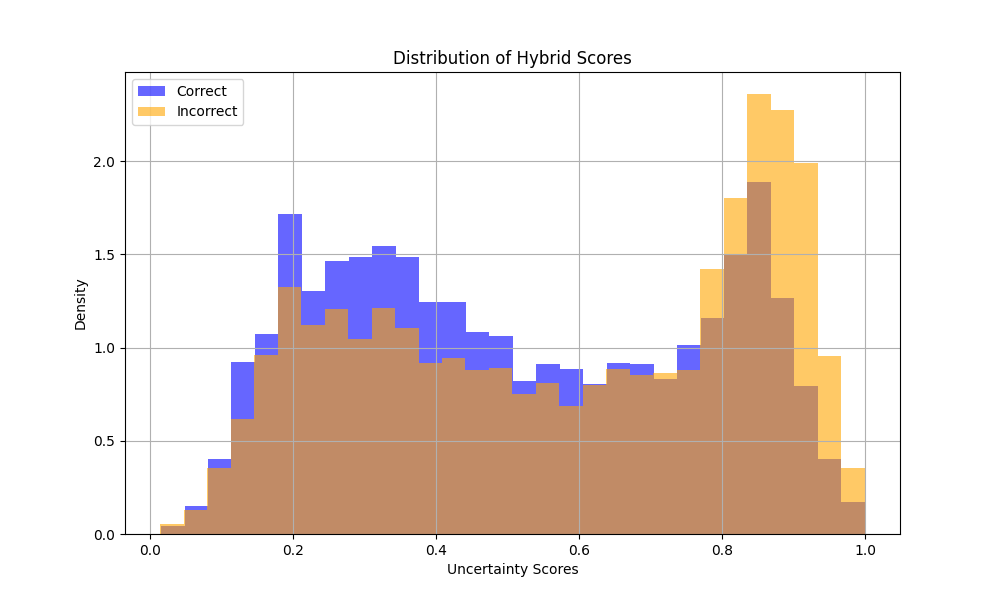 Distribution of Hybrid Scores
Correct
Incorrect
Density
2.0
1.5
1.0
0.5
0.0
0.0 0.2 0.4 0.6 0.8 1.0
Uncertainty Scores